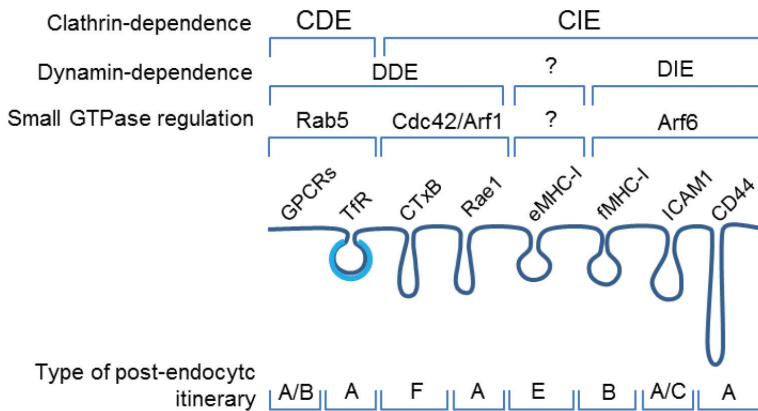 Clathrin-dependence CDE CIE
Dynamin-dependence DDE ? DIE
Small GTPase regulation Rab5 Cdc42/Arf1 ? Arf6
GPCRs TfR CTxB Rae1 eMHC-I fMHC-I ICAM1 CD44
Type of post-endocytc
itinerary A/B A F A E B A/C A